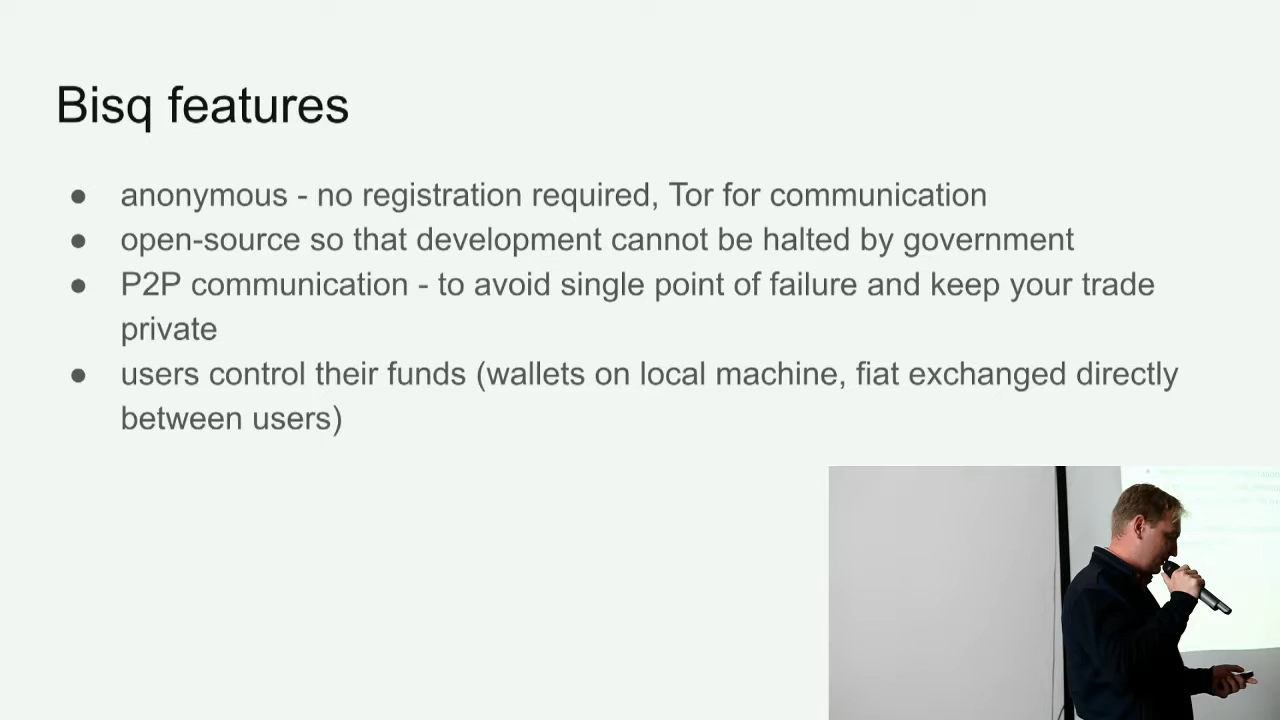 Bisq features
● anonymous - no registration required, Tor for communication
● open-source so that development cannot be halted by government
● P2P communication - to avoid single point of failure and keep your trade
private
● users control their funds (wallets on local machine, fiat exchanged directly
between users)